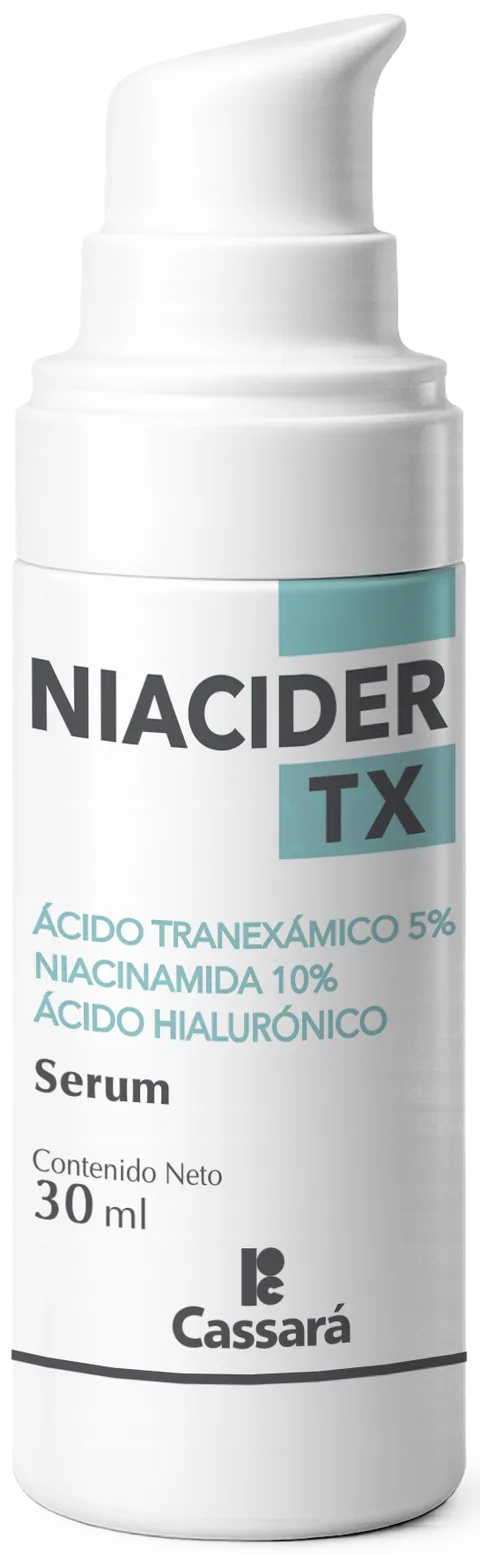 NIACIDER
TX
ÁCIDO TRANEXÁMICO 5%
NIACINAMIDA 10%
ÁCIDO HIALURÓNICO
Serum
Contenido Neto
30 ml
Cassará